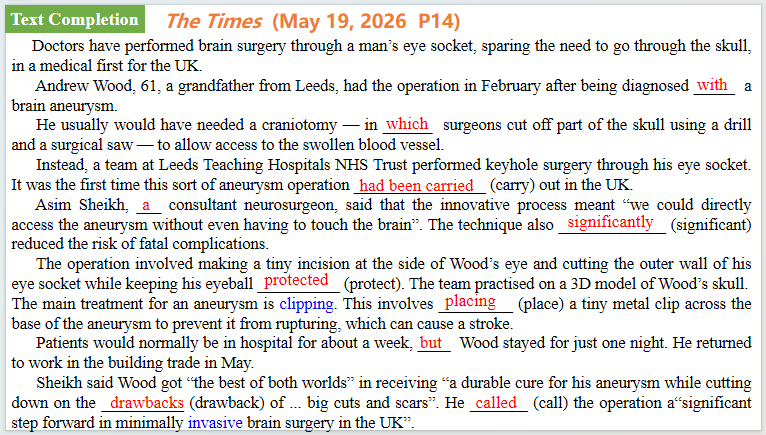 Text Completion The Times (May 19, 2026 P14)
Doctors have performed brain surgery through a man's eye socket, sparing the need to go through the skull,
in a medical first for the UK.
Andrew Wood, 61, a grandfather from Leeds, had the operation in February after being diagnosed with a
brain aneurysm.
He usually would have needed a craniotomy — in which surgeons cut off part of the skull using a drill
and a surgical saw — to allow access to the swollen blood vessel.
Instead, a team at Leeds Teaching Hospitals NHS Trust performed keyhole surgery through his eye socket.
It was the first time this sort of aneurysm operation had been carried (carry) out in the UK.
Asim Sheikh, a consultant neurosurgeon, said that the innovative process meant “we could directly
access the aneurysm without even having to touch the brain”. The technique also significantly (significant)
reduced the risk of fatal complications.
The operation involved making a tiny incision at the side of Wood's eye and cutting the outer wall of his
eye socket while keeping his eyeball protected (protect). The team practised on a 3D model of Wood's skull.
The main treatment for an aneurysm is clipping. This involves placing (place) a tiny metal clip across the
base of the aneurysm to prevent it from rupturing, which can cause a stroke.
Patients would normally be in hospital for about a week, but Wood stayed for just one night. He returned
to work in the building trade in May.
Sheikh said Wood got “the best of both worlds” in receiving “a durable cure for his aneurysm while cutting
down on the drawbacks (drawback) of ... big cuts and scars”. He called (call) the operation a“significant
step forward in minimally invasive brain surgery in the UK”.